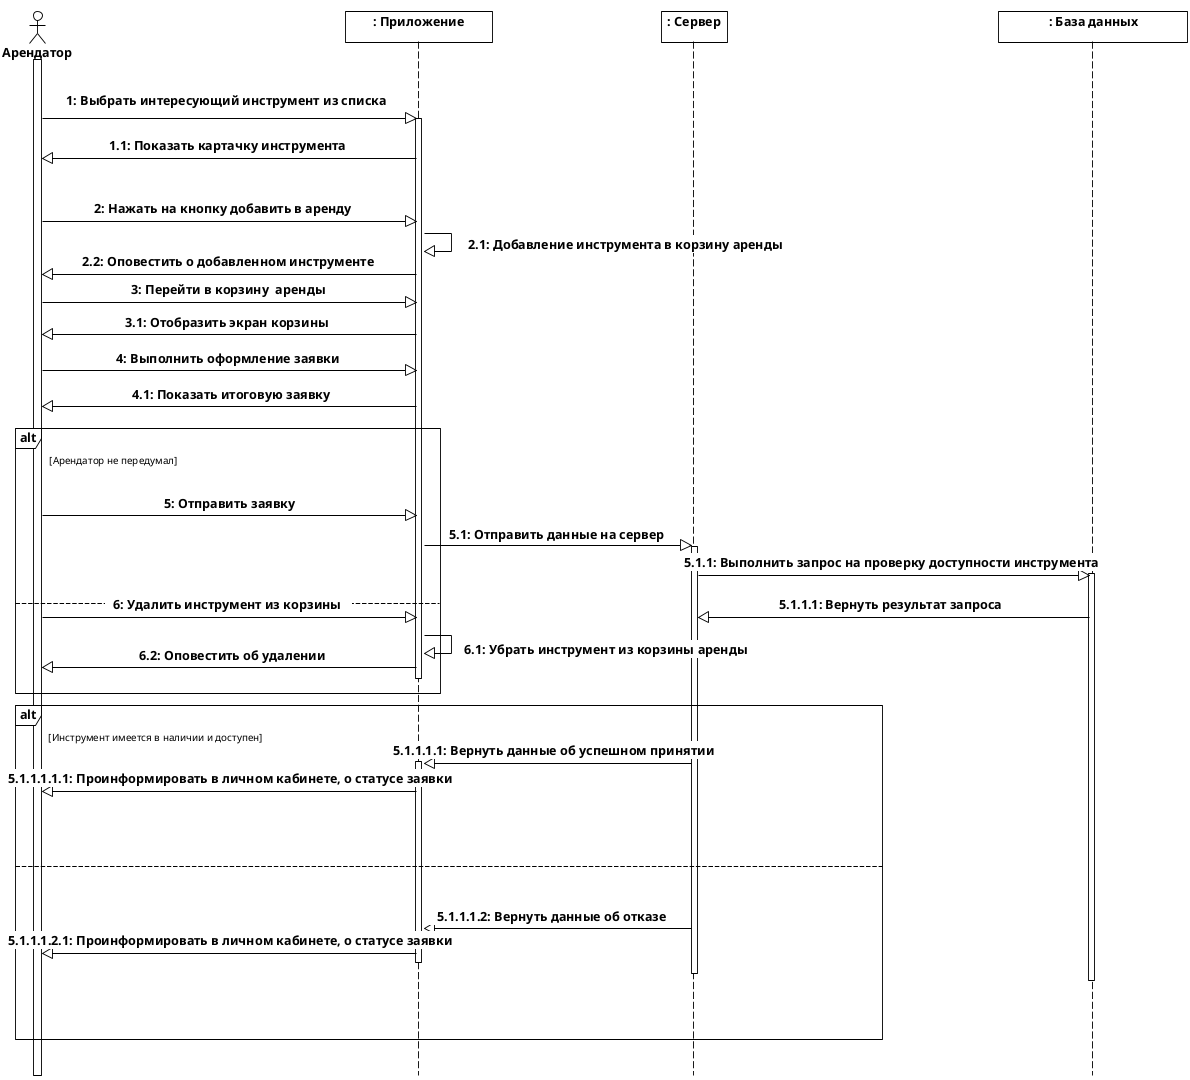 : Приложение
: Сервер
: База данных
Арендатор
1: Выбрать интересующий инструмент из списка
1.1: Показать картачку инструмента
2: Нажать на кнопку добавить в аренду
2.1: Добавление инструмента в корзину аренды
2.2: Оповестить о добавленном инструменте
3: Перейти в корзину аренды
3.1: Отобразить экран корзины
4: Выполнить оформление заявки
4.1: Показать итоговую заявку
alt
[Арендатор не передумал]
5: Отправить заявку
5.1: Отправить данные на сервер
5.1.1: Выполнить запрос на проверку доступности инструмента
6: Удалить инструмент из корзины
5.1.1.1: Вернуть результат запроса
6.1: Убрать инструмент из корзины аренды
6.2: Оповестить об удалении
alt
[Инструмент имеется в наличии и доступен]
5.1.1.1.1: Вернуть данные об успешном принятии
5.1.1.1.1.1: Проинформировать в личном кабинете, о статусе заявки
5.1.1.1.2: Вернуть данные об отказе
5.1.1.1.2.1: Проинформировать в личном кабинете, о статусе заявки